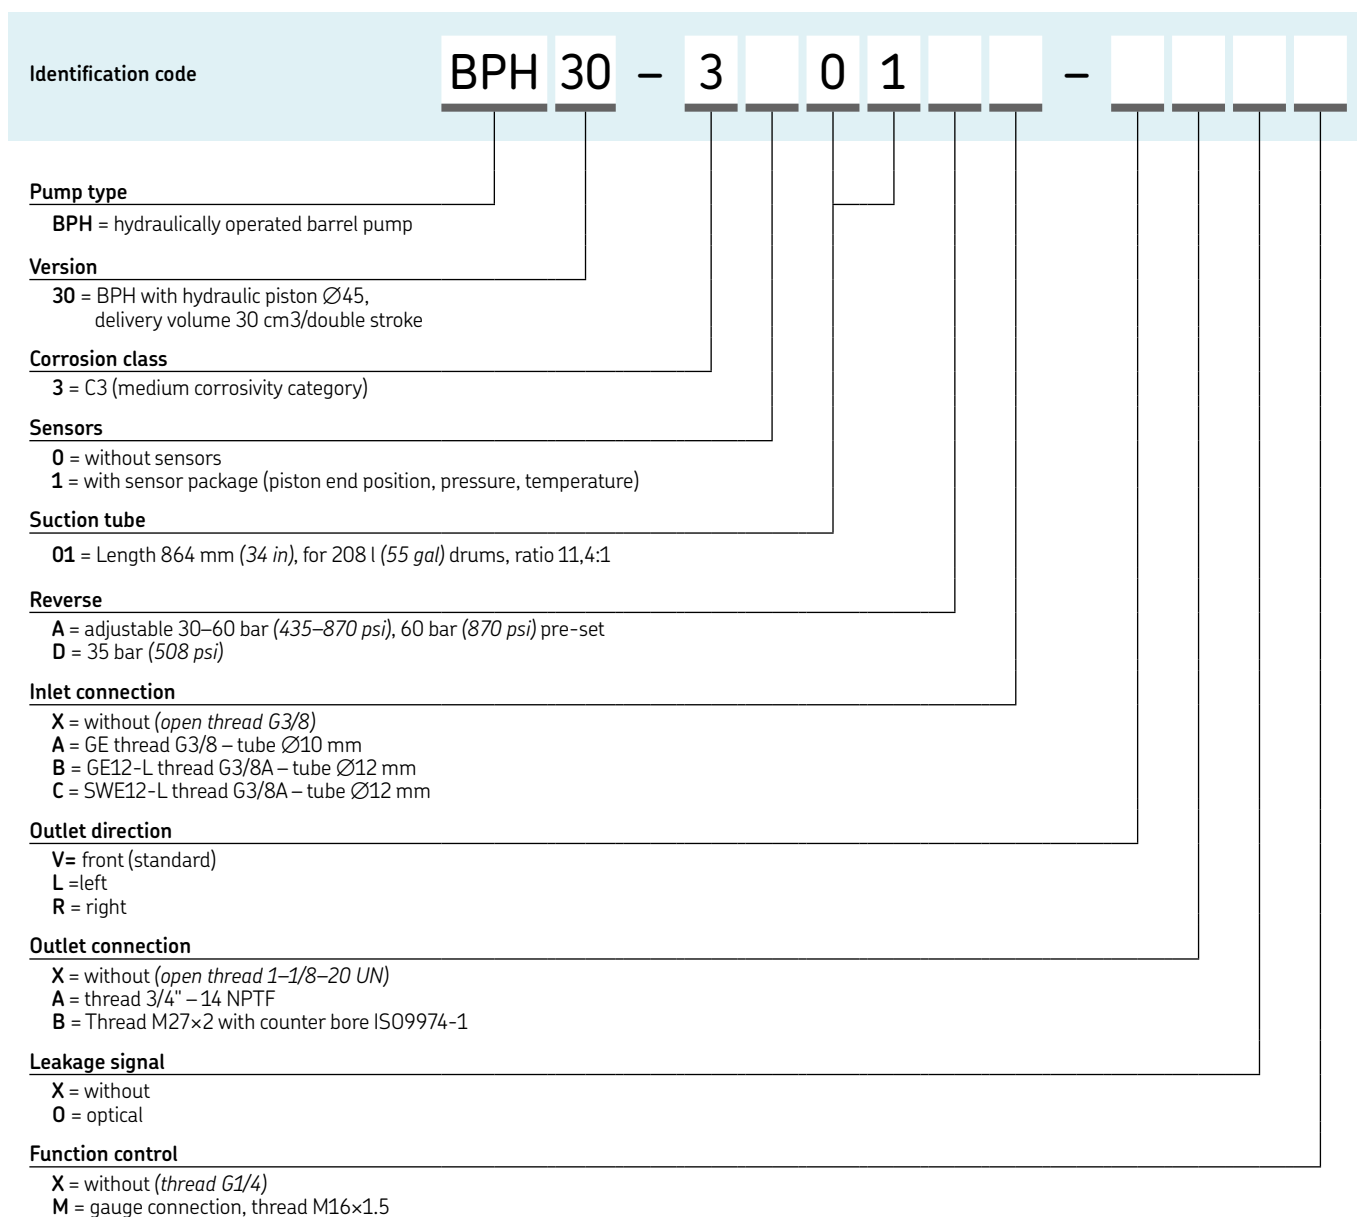 Identification code BPH 30 – 3 0 1 –
Pump type
BPH = hydraulically operated barrel pump
Version
30 = BPH with hydraulic piston ∅45,
delivery volume 30 cm3/double stroke
Corrosion class
3 = C3 (medium corrosivity category)
Sensors
0 = without sensors
1 = with sensor package (piston end position, pressure, temperature)
Suction tube
01 = Length 864 mm (34 in), for 208 l (55 gal) drums, ratio 11,4:1
Reverse
A = adjustable 30–60 bar (435–870 psi), 60 bar (870 psi) pre-set
D = 35 bar (508 psi)
Inlet connection
X = without (open thread G3/8)
A = GE thread G3/8 – tube ∅10 mm
B = GE12-L thread G3/8A – tube ∅12 mm
C = SWE12-L thread G3/8A – tube ∅12 mm
Outlet direction
V= front (standard)
L =left
R = right
Outlet connection
X = without (open thread 1–1/8–20 UN)
A = thread 3/4" – 14 NPTF
B = Thread M27×2 with counter bore ISO9974-1
Leakage signal
X = without
O = optical
Function control
X = without (thread G1/4)
M = gauge connection, thread M16×1.5